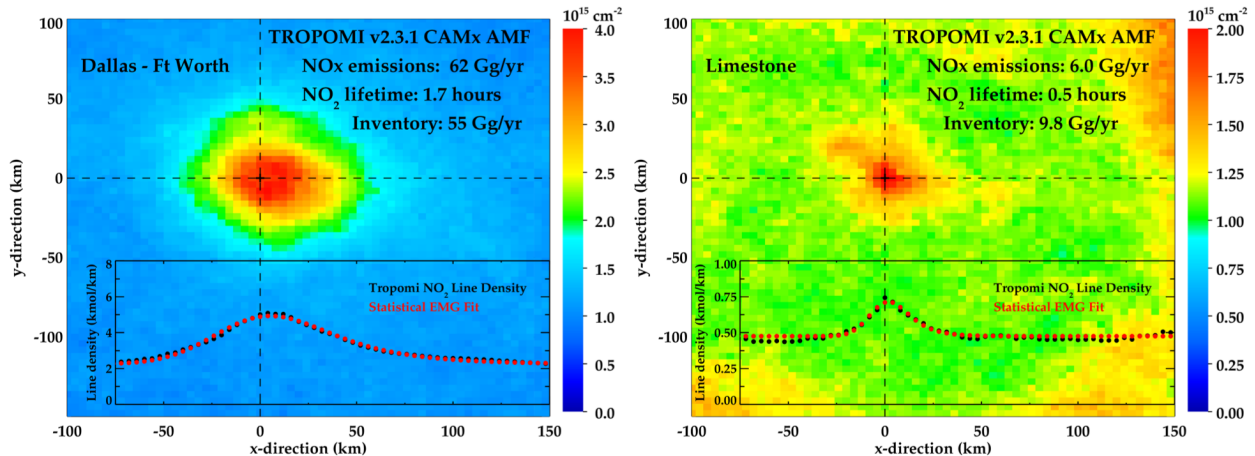 10¹⁵ cm⁻²
TROPOMI v2.3.1 CAMx AMF
Dallas - Ft Worth
NOx emissions: 62 Gg/yr
NO₂ lifetime: 1.7 hours
Inventory: 55 Gg/yr
100
50
0
-50
-100
y-direction (km)
4.0
3.5
3.0
2.5
2.0
1.5
1.0
0.5
0.0
Tropomi NO₂ Line Density
Statistical EMG Fit
Line density (kmol/km)
8
6
4
2
0
-100
-50
0
50
100
150
x-direction (km)
10¹⁵ cm⁻²
TROPOMI v2.3.1 CAMx AMF
Limestone
NOx emissions: 6.0 Gg/yr
NO₂ lifetime: 0.5 hours
Inventory: 9.8 Gg/yr
100
50
0
-50
-100
y-direction (km)
2.00
1.75
1.50
1.25
1.00
0.75
0.50
0.25
0.00
Tropomi NO₂ Line Density
Statistical EMG Fit
Line density (kmol/km)
1.00
0.75
0.50
0.25
0.00
-100
-50
0
50
100
150
x-direction (km)